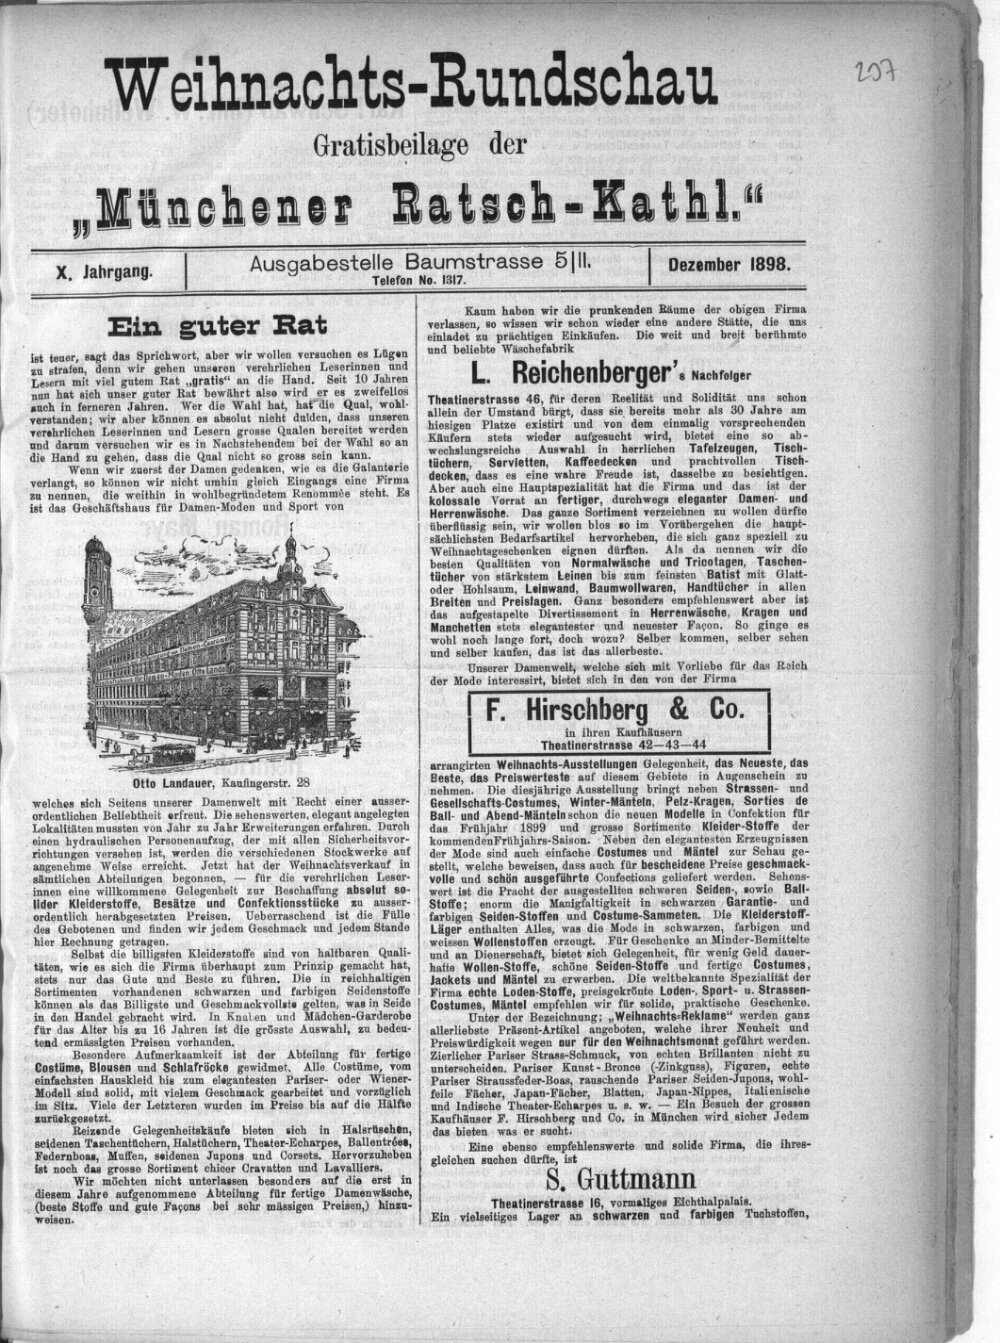 207
Weihnachts-Rundschau
Gratisbeilage der
„Münchener Ratsch-Kathl.“
X. Jahrgang.
Ausgabestelle Baumstrasse 5|II.
Telefon No. 1317.
Dezember 1898.
Ein guter Rat
ist teuer, sagt das Sprichwort, aber wir wollen versuchen es Lügen
zu strafen, denn wir gehen unseren verehrlichen Leserinnen und
Lesern mit viel gutem Rat „gratis“ an die Hand. Seit 10 Jahren
nun hat sich unser guter Rat bewährt also wird er es zweifellos
auch in ferneren Jahren. Wer die Wahl hat, hat die Qual, wohl-
verstanden; wir aber können es absolut nicht dulden, dass unseren
verehrlichen Leserinnen und Lesern grosse Qualen bereitet werden
und darum versuchen wir es in Nachstehendem bei der Wahl so an
die Hand zu gehen, dass die Qual nicht so gross sein kann.
Wenn wir zuerst der Damen gedenken, wie es die Galanterie
verlangt, so können wir nicht umhin gleich Eingangs eine Firma
zu nennen, die weithin in wohlbegründetem Renommée steht. Es
ist das Geschäftshaus für Damen-Moden und Sport von
Otto Landauer, Kaufingerstr. 28
welches sich Seitens unserer Damenwelt mit Recht einer ausser-
ordentlichen Beliebtheit erfreut. Die sehenswerten, elegant angelegten
Lokalitäten mussten von Jahr zu Jahr Erweiterungen erfahren. Durch
einen hydraulischen Personenaufzug, der mit allen Sicherheitsvor-
richtungen versehen ist, werden die verschiedenen Stockwerke auf
angenehme Weise erreicht. Jetzt hat der Weihnachtsverkauf in
sämtlichen Abteilungen begonnen, — für die verehrlichen Leser-
innen eine willkommene Gelegenheit zur Beschaffung absolut so-
lider Kleiderstoffe, Besätze und Confektionsstücke zu ausser-
ordentlich herabgesetzten Preisen. Ueberraschend ist die Fülle
des Gebotenen und finden wir jedem Geschmack und jedem Stande
hier Rechnung getragen.
Selbst die billigsten Kleiderstoffe sind von haltbaren Quali-
täten, wie es sich die Firma überhaupt zum Prinzip gemacht hat,
stets nur das Gute und Beste zu führen. Die in reichhaltigen
Sortimenten vorhandenen schwarzen und farbigen Seidenstoffe
können als das Billigste und Geschmackvollste gelten, was in Seide
in den Handel gebracht wird. In Knaben und Mädchen-Garderobe
für das Alter bis zu 16 Jahren ist die grösste Auswahl, zu bedeu-
tend ermässigten Preisen vorhanden.
Besondere Aufmerksamkeit ist der Abteilung für fertige
Costüme, Blousen und Schlafröcke gewidmet. Alle Costüme, vom
einfachsten Hauskleid bis zum elegantesten Pariser- oder Wiener-
Modell sind solid, mit vielem Geschmack gearbeitet und vorzüglich
im Sitz. Viele der Letzteren wurden im Preise bis auf die Hälfte
zurückgesetzt.
Reizende Gelegenheitskäufe bieten sich in Halsrüschen,
seidenen Taschentüchern, Halstüchern, Theater-Echarpes, Ballentrées,
Federnboas, Muffen, seidenen Jupons und Corsets. Hervorzuheben
ist noch das grosse Sortiment chicer Cravatten und Lavalliers.
Wir möchten nicht unterlassen besonders auf die erst in
diesem Jahre aufgenommene Abteilung für fertige Damenwäsche,
(beste Stoffe und gute Façons bei sehr mässigen Preisen,) hinzu-
weisen.
Kaum haben wir die prunkenden Räume der obigen Firma
verlassen, so wissen wir schon wieder eine andere Stätte, die uns
einladet zu prächtigen Einkäufen. Die weit und breit berühmte
und beliebte Wäschefabrik
L. Reichenberger's Nachfolger
Theatinerstrasse 46, für deren Reelität und Solidität uns schon
allein der Umstand bürgt, dass sie bereits mehr als 30 Jahre am
hiesigen Platze existirt und von dem einmalig vorsprechenden
Käufern stets wieder aufgesucht wird, bietet eine so ab-
wechslungsreiche Auswahl in herrlichen Tafelzeugen, Tisch-
tüchern, Servietten, Kaffeedecken und prachtvollen Tisch-
decken, dass es eine wahre Freude ist, dasselbe zu besichtigen.
Aber auch eine Hauptspezialität hat die Firma und das ist der
kolossale Vorrat an fertiger, durchwegs eleganter Damen- und
Herrenwäsche. Das ganze Sortiment verzeichnen zu wollen dürfte
überflüssig sein, wir wollen blos so im Vorübergehen die haupt-
sächlichsten Bedarfsartikel hervorheben, die sich ganz speziell zu
Weihnachtsgeschenken eignen dürften. Als da nennen wir die
besten Qualitäten von Normalwäsche und Tricotagen, Taschen-
tücher von stärkstem Leinen bis zum feinsten Batist mit Glatt-
oder Hohlsaum, Leinwand, Baumwollwaren, Handtücher in allen
Breiten und Preislagen. Ganz besonders empfehlenswert aber ist
das aufgestapelte Divertissement in Herrenwäsche, Kragen und
Manchetten stets elegantester und neuester Façon. So ginge es
wohl noch lange fort, doch wozu? Selber kommen, selber sehen
und selber kaufen, das ist das allerbeste.
Unserer Damenwelt, welche sich mit Vorliebe für das Reich
der Mode interessirt, bietet sich in den von der Firma
F. Hirschberg & Co.
in ihren Kaufhäusern
Theatinerstrasse 42—43—44
arrangirten Weihnachts-Ausstellungen Gelegenheit, das Neueste, das
Beste, das Preiswerteste auf diesem Gebiete in Augenschein zu
nehmen. Die diesjährige Ausstellung bringt neben Strassen- und
Gesellschafts-Costumes, Winter-Mänteln, Pelz-Kragen, Sorties de
Ball- und Abend-Mänteln schon die neuen Modelle in Confektion für
das Frühjahr 1899 und grosse Sortimente Kleider-Stoffe der
kommenden Frühjahrs-Saison. Neben den elegantesten Erzeugnissen
der Mode sind auch einfache Costumes und Mäntel zur Schau ge-
stellt, welche beweisen, dass auch für bescheidene Preise geschmack-
volle und schön ausgeführte Confections geliefert werden. Sehens-
wert ist die Pracht der ausgestellten schweren Seiden-, sowie Ball-
Stoffe; enorm die Manigfaltigkeit in schwarzen Garantie- und
farbigen Seiden-Stoffen und Costume-Sammeten. Die Kleiderstoff-
Läger enthalten Alles, was die Mode in schwarzen, farbigen und
weissen Wollenstoffen erzeugt. Für Geschenke an Minder-Bemittelte
und an Dienerschaft, bietet sich Gelegenheit, für wenig Geld dauer-
hafte Wollen-Stoffe, schöne Seiden-Stoffe und fertige Costumes,
Jackets und Mäntel zu erwerben. Die weltbekannte Spezialität der
Firma echte Loden-Stoffe, preisgekrönte Loden-, Sport- u. Strassen-
Costumes, Mäntel empfehlen wir für solide, praktische Geschenke.
Unter der Bezeichnung; „Weihnachts-Reklame“ werden ganz
allerliebste Präsent-Artikel angeboten, welche ihrer Neuheit und
Preiswürdigkeit wegen nur für den Weihnachtsmonat geführt werden.
Zierlicher Pariser Strass-Schmuck, von echten Brillanten nicht zu
unterscheiden. Pariser Kunst-Bronce (-Zinkguss), Figuren, echte
Pariser Straussfeder-Boas, rauschende Pariser Seiden-Jupons, wohl-
feile Fächer, Japan-Fächer, Blatten, Japan-Nippes, Italienische
und Indische Theater-Echarpes u. s. w. — Ein Besuch der grossen
Kaufhäuser F. Hirschberg und Co. in München wird sicher Jedem
das bieten was er sucht.
Eine ebenso empfehlenswerte und solide Firma, die ihres-
gleichen suchen dürfte, ist
S. Guttmann
Theatinerstrasse 16, vormaliges Eichthalpalais.
Ein vielseitiges Lager an schwarzen und farbigen Tuchstoffen,